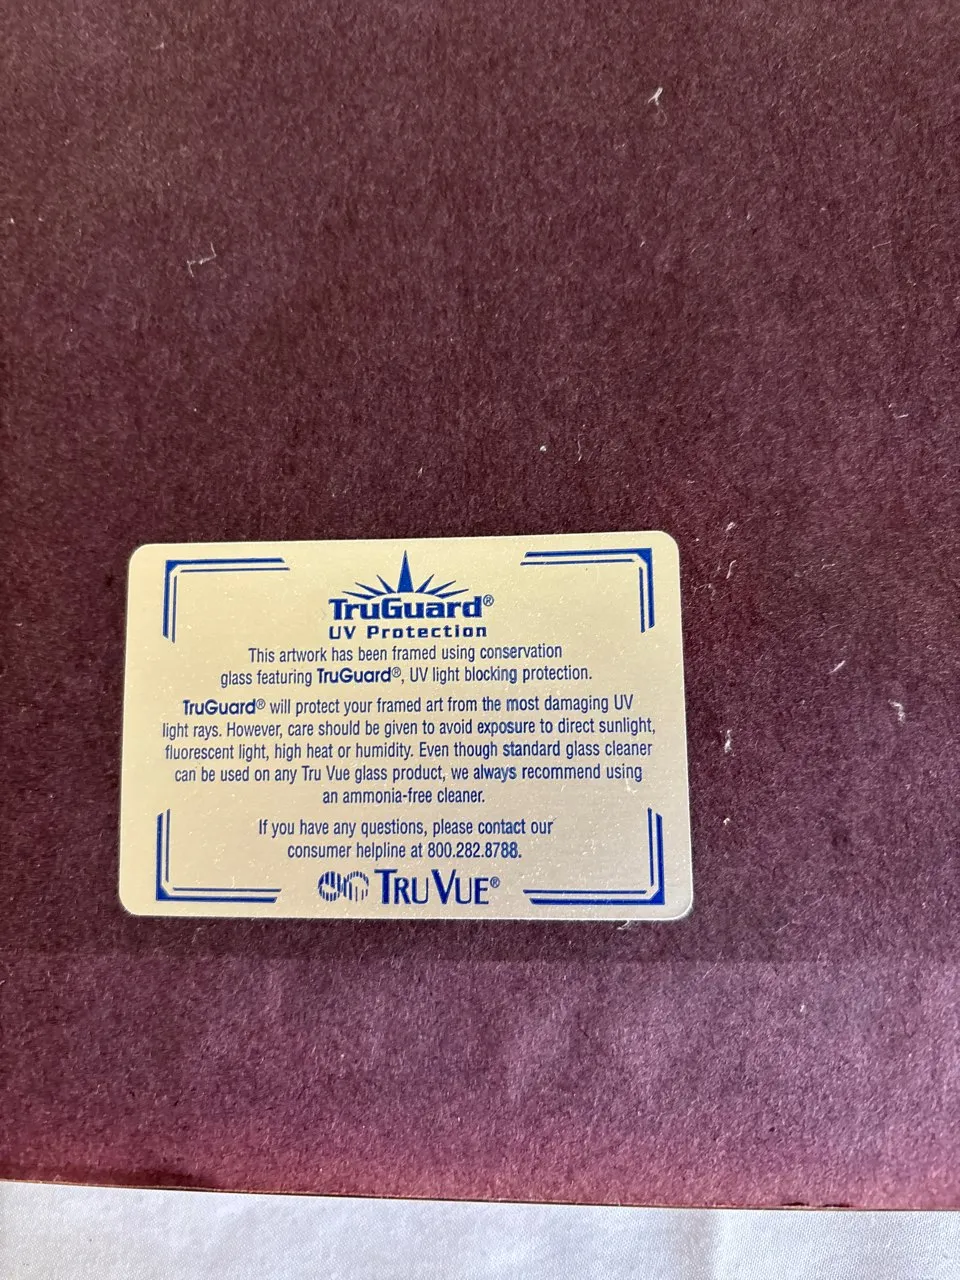 TruGuard®
UV Protection
This artwork has been framed using conservation
glass featuring TruGuard®, UV light blocking protection.
TruGuard® will protect your framed art from the most damaging UV
light rays. However, care should be given to avoid exposure to direct sunlight,
fluorescent light, high heat or humidity. Even though standard glass cleaner
can be used on any Tru Vue glass product, we always recommend using
an ammonia-free cleaner.
If you have any questions, please contact our
consumer helpline at 800.282.8788.
TRU VUE®